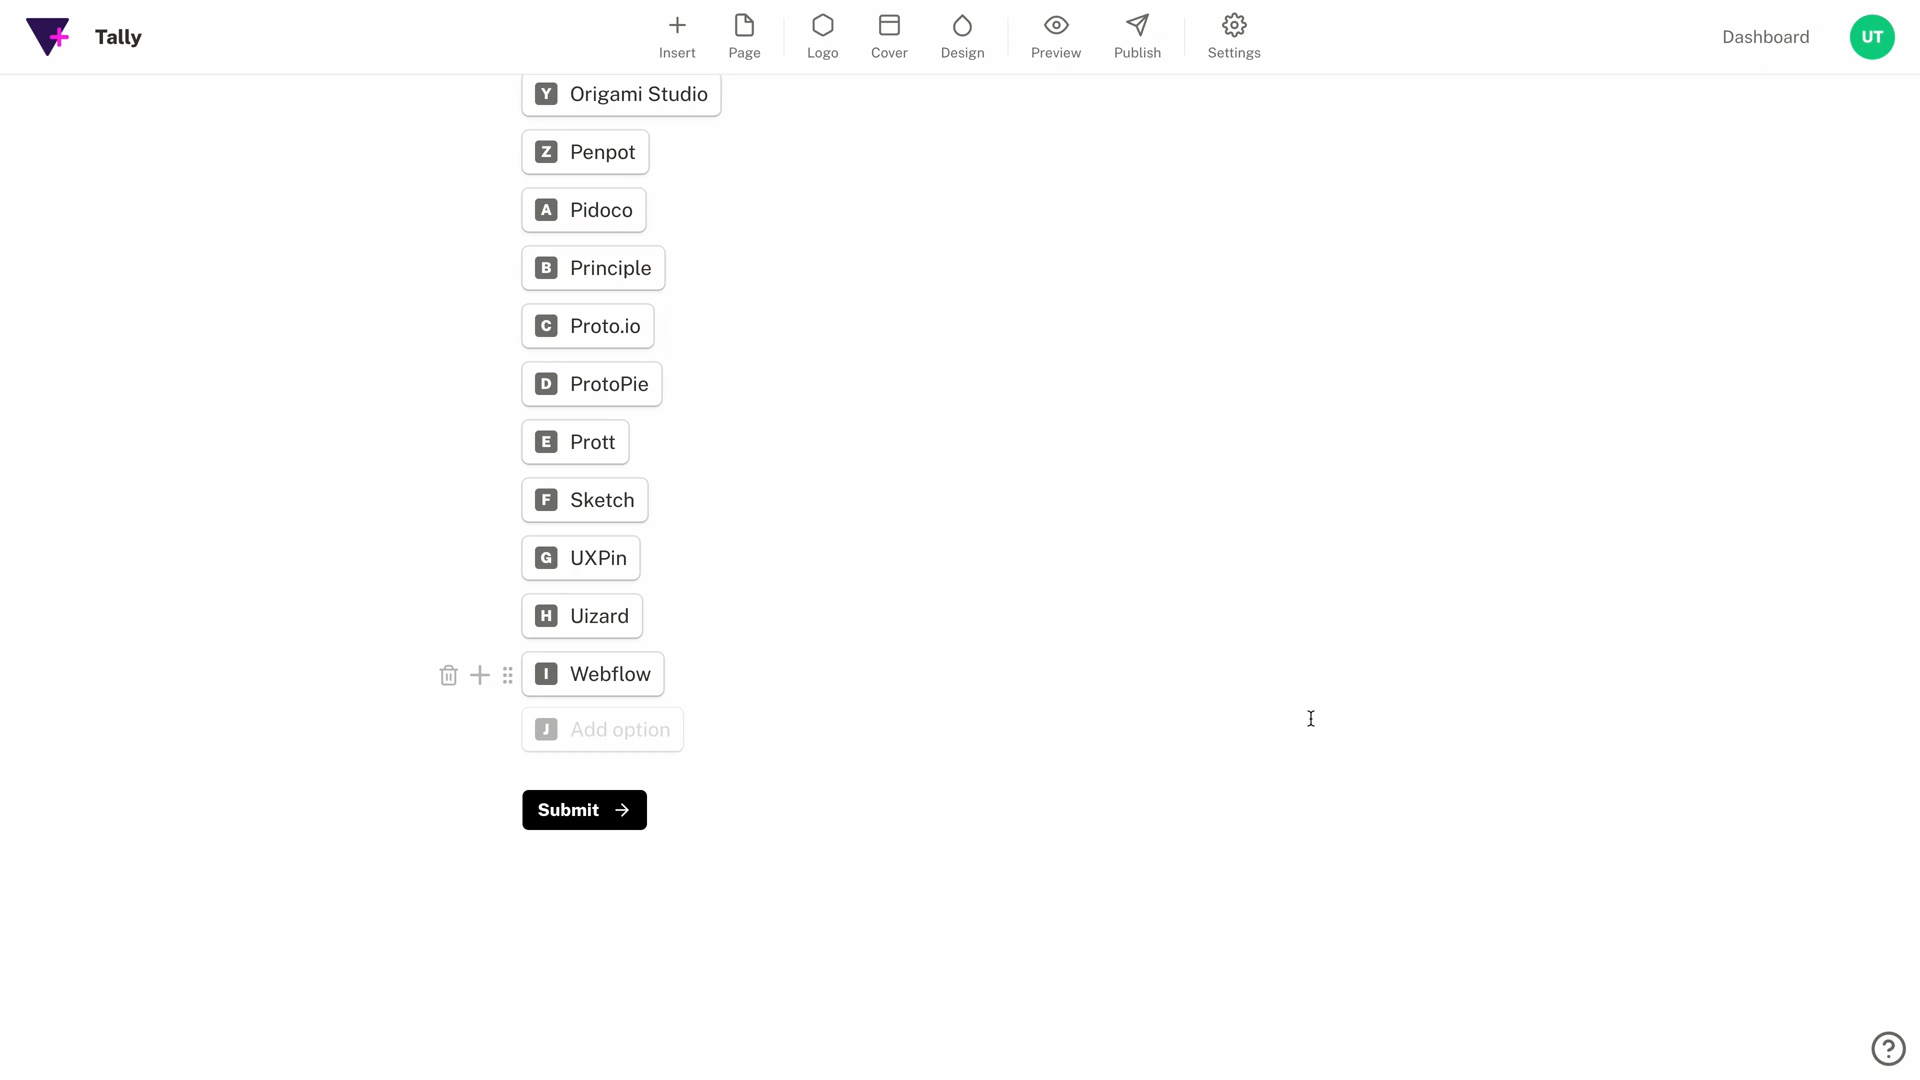 Tally
Insert
Page
Logo
Cover
Design
Preview
Publish
Settings
Dashboard
UT
Y Origami Studio
Z Penpot
A Pidoco
B Principle
C Proto.io
D ProtoPie
E Prott
F Sketch
G UXPin
H Uizard
I Webflow
J Add option
Submit →
?